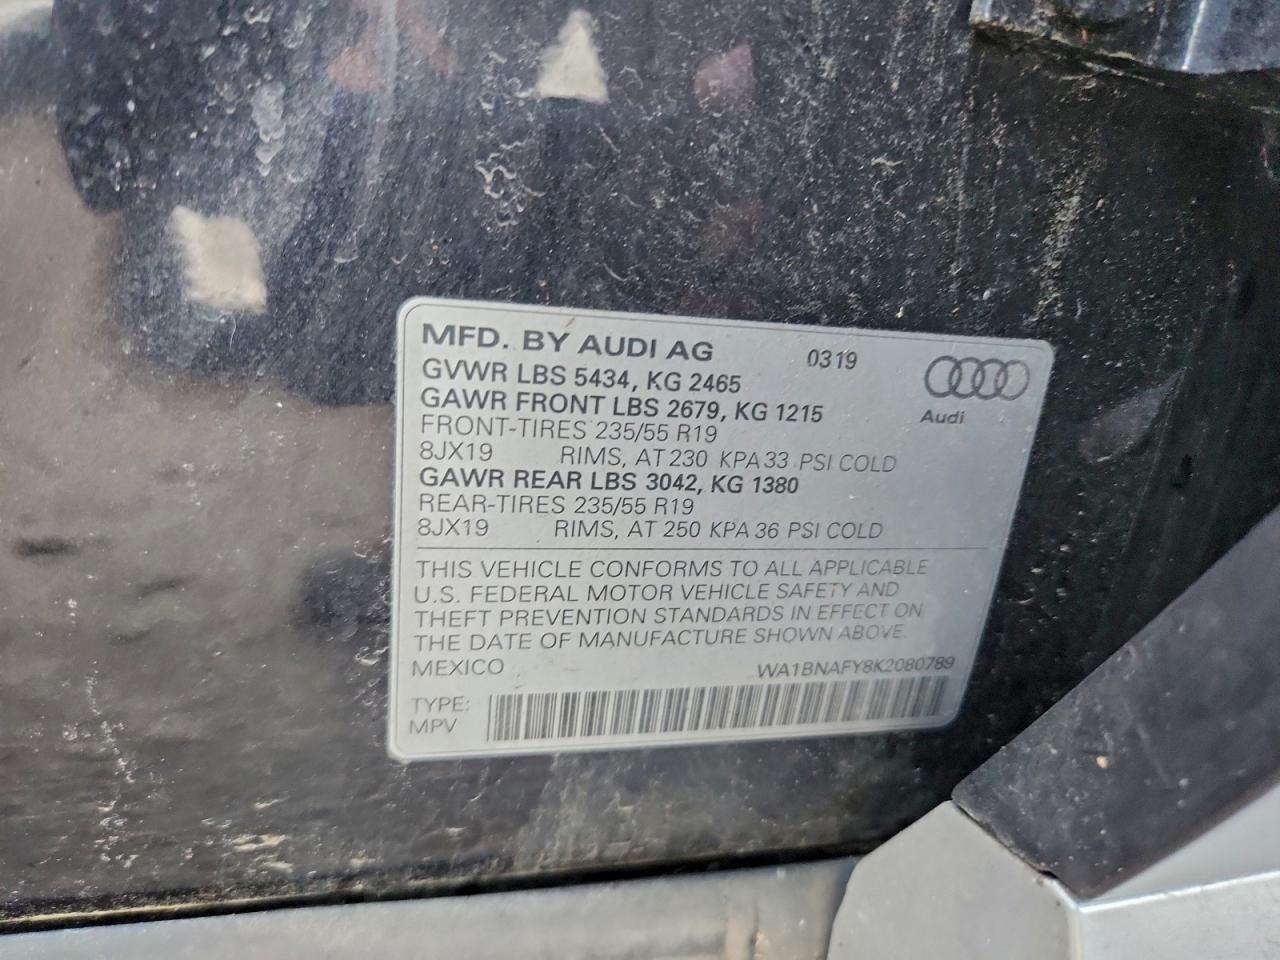 MFD. BY AUDI AG 0319
GVWR LBS 5434, KG 2465
GAWR FRONT LBS 2679, KG 1215
Audi
FRONT-TIRES 235/55 R19
8JX19 RIMS, AT 230 KPA 33 PSI COLD
GAWR REAR LBS 3042, KG 1380
REAR-TIRES 235/55 R19
8JX19 RIMS, AT 250 KPA 36 PSI COLD
THIS VEHICLE CONFORMS TO ALL APPLICABLE
U.S. FEDERAL MOTOR VEHICLE SAFETY AND
THEFT PREVENTION STANDARDS IN EFFECT ON
THE DATE OF MANUFACTURE SHOWN ABOVE.
MEXICO WA1BNAFY8K2080789
TYPE:
MPV